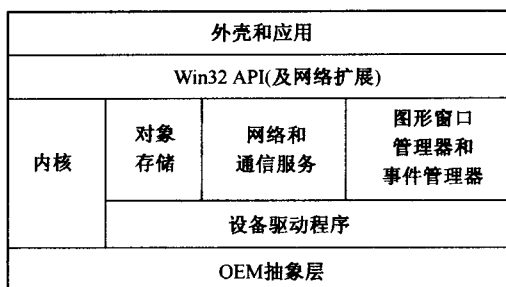 外壳和应用
Win32 API(及网络扩展)
内核
对象
存储
网络和
通信服务
图形窗口
管理器和
事件管理器
设备驱动程序
OEM抽象层